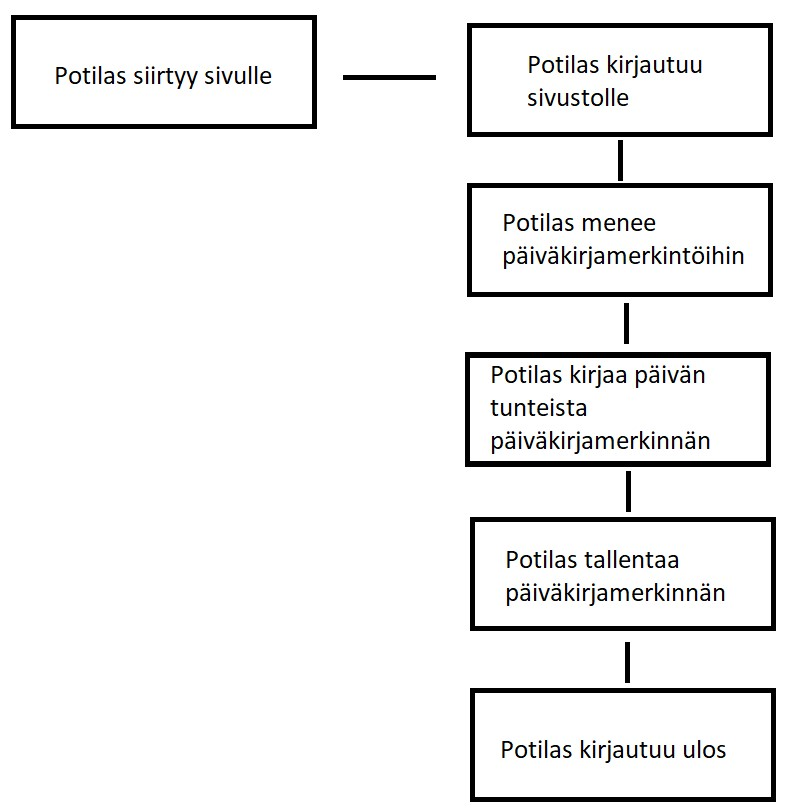 Potilas siirtyy sivulle
Potilas kirjautuu
sivustolle
Potilas menee
päiväkirjamerkintöihin
Potilas kirjaa päivän
tunteista
päiväkirjamerkinnän
Potilas tallentaa
päiväkirjamerkinnän
Potilas kirjautuu ulos